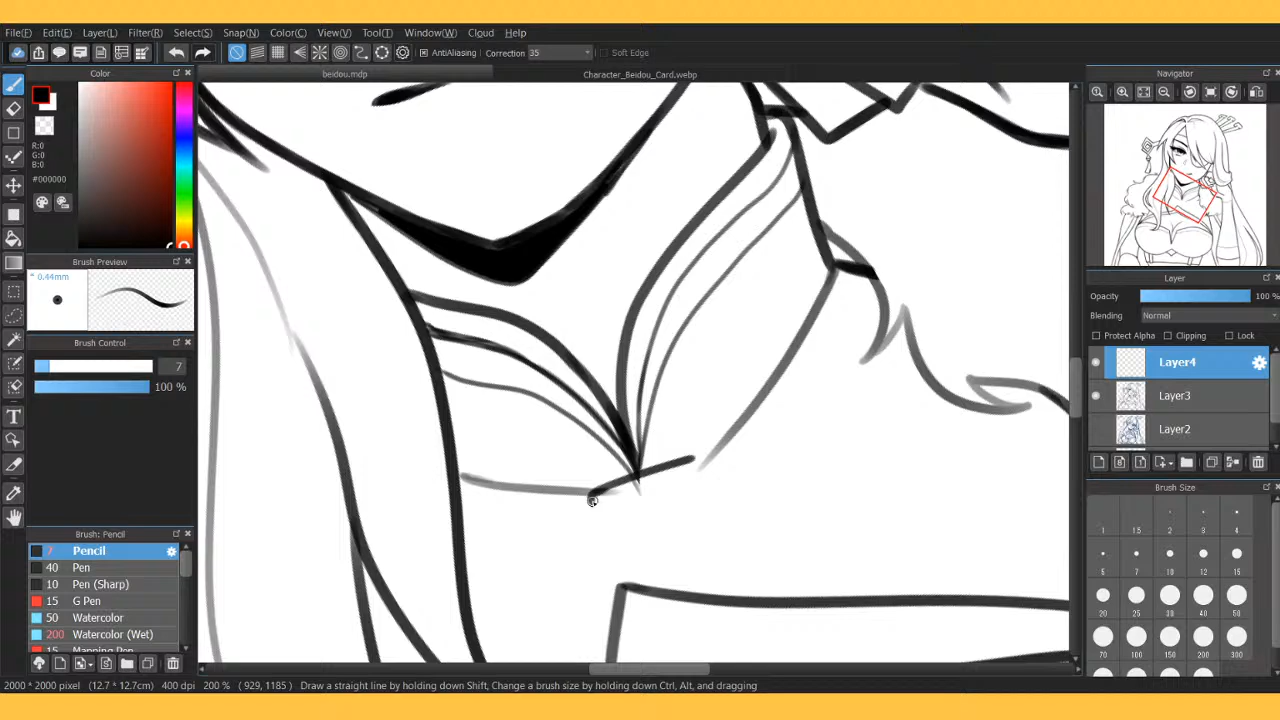 File(F) Edit(E) Layer(L) Filter(R) Select(S) Snap(N) Color(C) View(V) Tool(T) Window(W) Cloud Help
AntiAliasing Correction 35 Soft Edge
Color
beidou.mdp Character_Beidou_Card.webp
Navigator
R:0
G:0
B:0
#000000
Brush Preview
* 0.44mm
Layer
Opacity 100 %
Blending Normal
Protect Alpha Clipping Lock
Brush Control
7
100 %
Layer4
Layer3
Layer2
Brush Size
1 1.5 2 3 4
5 7 10 12 15
20 25 30 40 50
70 100 150 200 300
Brush: Pencil
7 Pencil
40 Pen
10 Pen (Sharp)
15 G Pen
50 Watercolor
200 Watercolor (Wet)
15 Mapping Pen
2000 * 2000 pixel (12.7 * 12.7cm) 400 dpi 200 % ( 929, 1185 ) Draw a straight line by holding down Shift, Change a brush size by holding down Ctrl, Alt, and dragging